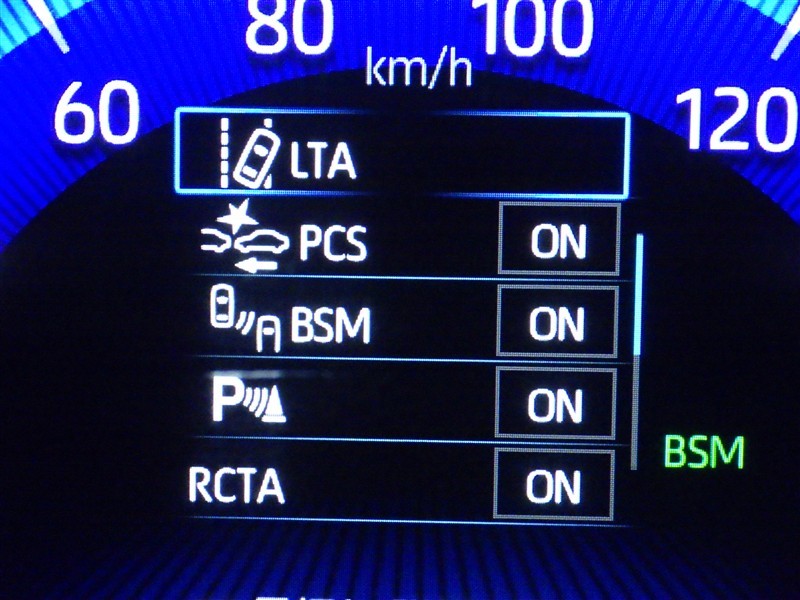 80 100
km/h
60 120
LTA
PCS ON
BSM ON
P ON
BSM
RCTA ON